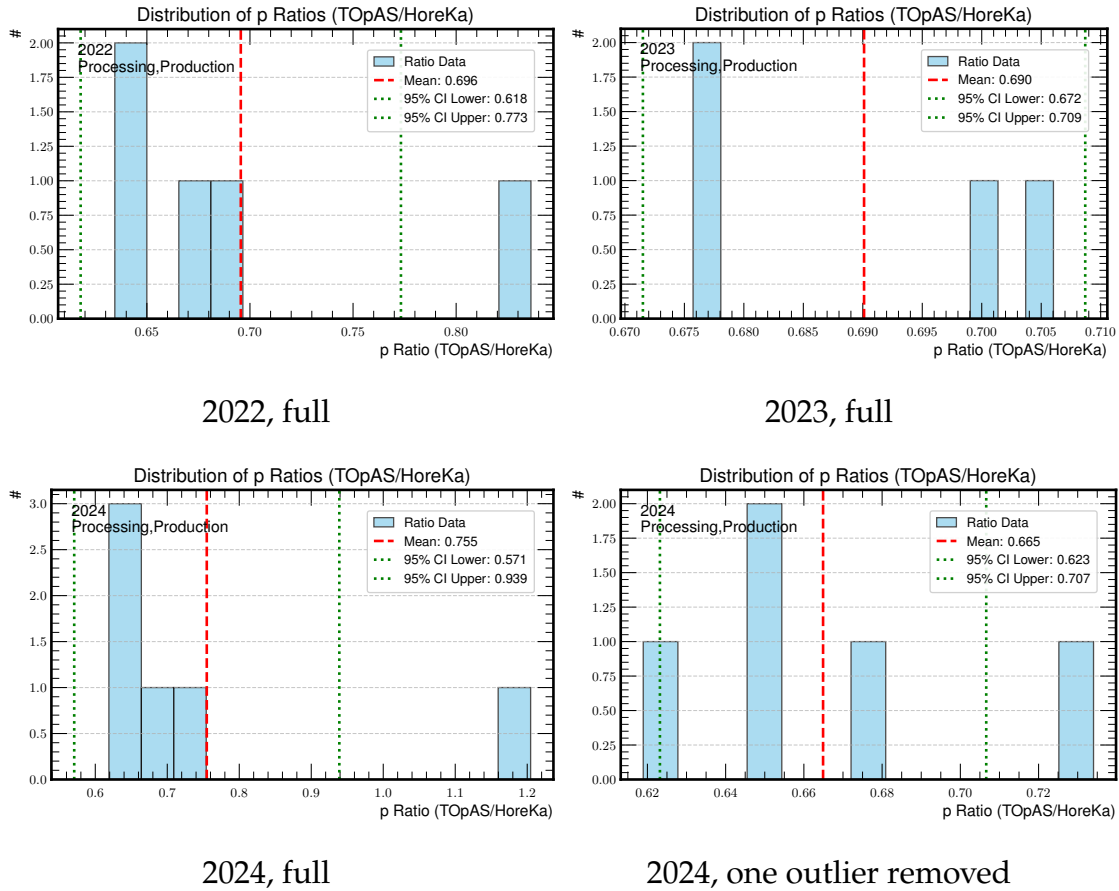 Distribution of p Ratios (TOpAS/HoreKa)
#
2022
Processing,Production
Ratio Data
Mean: 0.696
95% CI Lower: 0.618
95% CI Upper: 0.773
2.00
1.75
1.50
1.25
1.00
0.75
0.50
0.25
0.00
0.65 0.70 0.75 0.80
p Ratio (TOpAS/HoreKa)
2022, full
Distribution of p Ratios (TOpAS/HoreKa)
#
2023
Processing,Production
Ratio Data
Mean: 0.690
95% CI Lower: 0.672
95% CI Upper: 0.709
2.00
1.75
1.50
1.25
1.00
0.75
0.50
0.25
0.00
0.670 0.675 0.680 0.685 0.690 0.695 0.700 0.705 0.710
p Ratio (TOpAS/HoreKa)
2023, full
Distribution of p Ratios (TOpAS/HoreKa)
#
2024
Processing,Production
Ratio Data
Mean: 0.755
95% CI Lower: 0.571
95% CI Upper: 0.939
3.0
2.5
2.0
1.5
1.0
0.5
0.0
0.6 0.7 0.8 0.9 1.0 1.1 1.2
p Ratio (TOpAS/HoreKa)
2024, full
Distribution of p Ratios (TOpAS/HoreKa)
#
2024
Processing,Production
Ratio Data
Mean: 0.665
95% CI Lower: 0.623
95% CI Upper: 0.707
2.00
1.75
1.50
1.25
1.00
0.75
0.50
0.25
0.00
0.62 0.64 0.66 0.68 0.70 0.72
p Ratio (TOpAS/HoreKa)
2024, one outlier removed